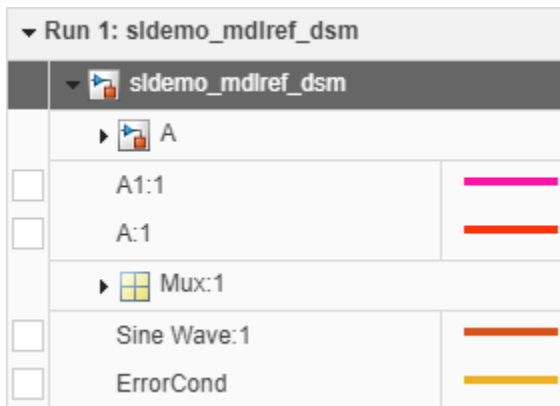 Run 1: sldemo_mdlref_dsm
sldemo_mdlref_dsm
A
A1:1
A:1
Mux:1
Sine Wave:1
ErrorCond